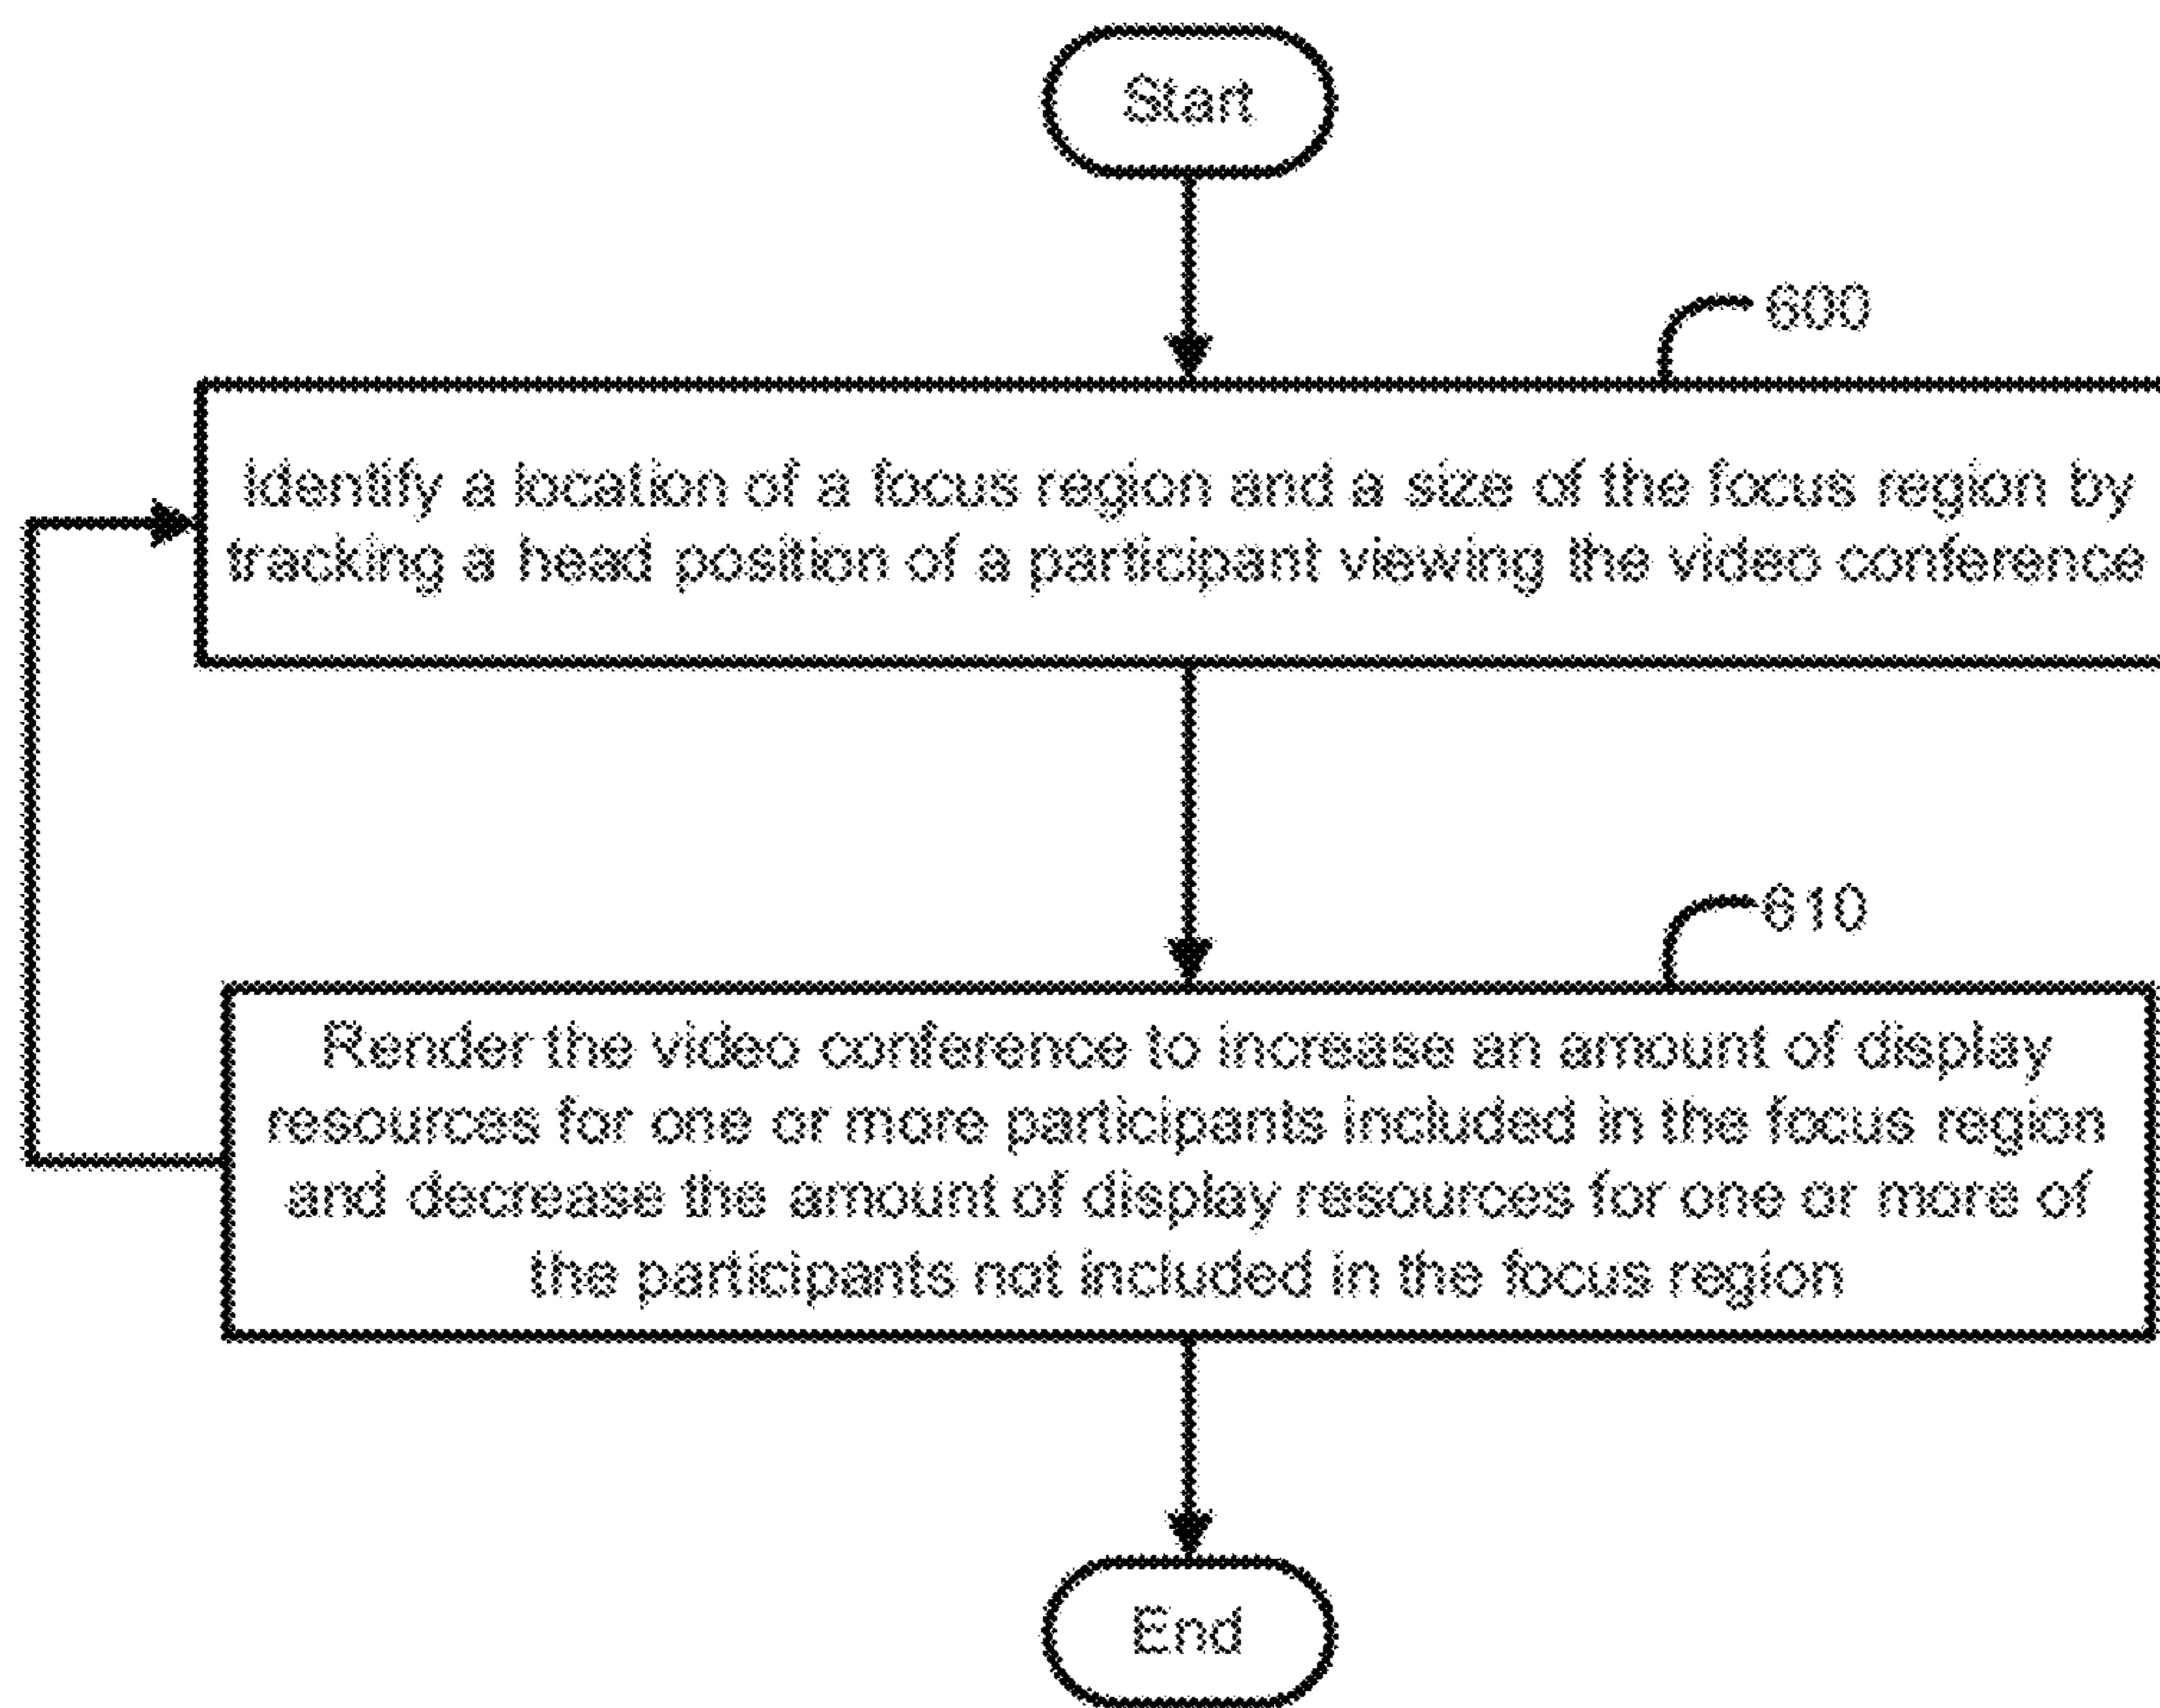 Start
600
Identify a location of a focus region and a size of the focus region by
tracking a head position of a participant viewing the video conference
610
Render the video conference to increase an amount of display
resources for one or more participants included in the focus region
and decrease the amount of display resources for one or more of
the participants not included in the focus region
End